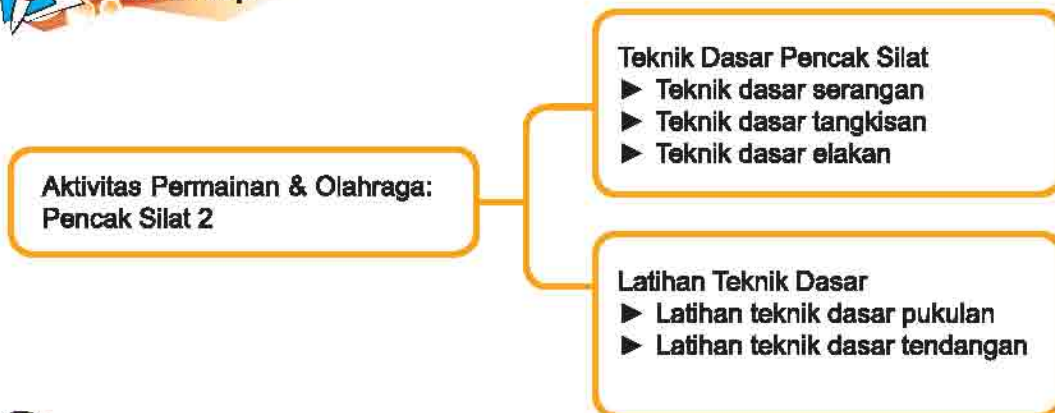 Aktivitas Permainan & Olahraga:
Pencak Silat 2
Teknik Dasar Pencak Silat
► Teknik dasar serangan
► Teknik dasar tangkisan
► Teknik dasar elakan
Latihan Teknik Dasar
► Latihan teknik dasar pukulan
► Latihan teknik dasar tendangan